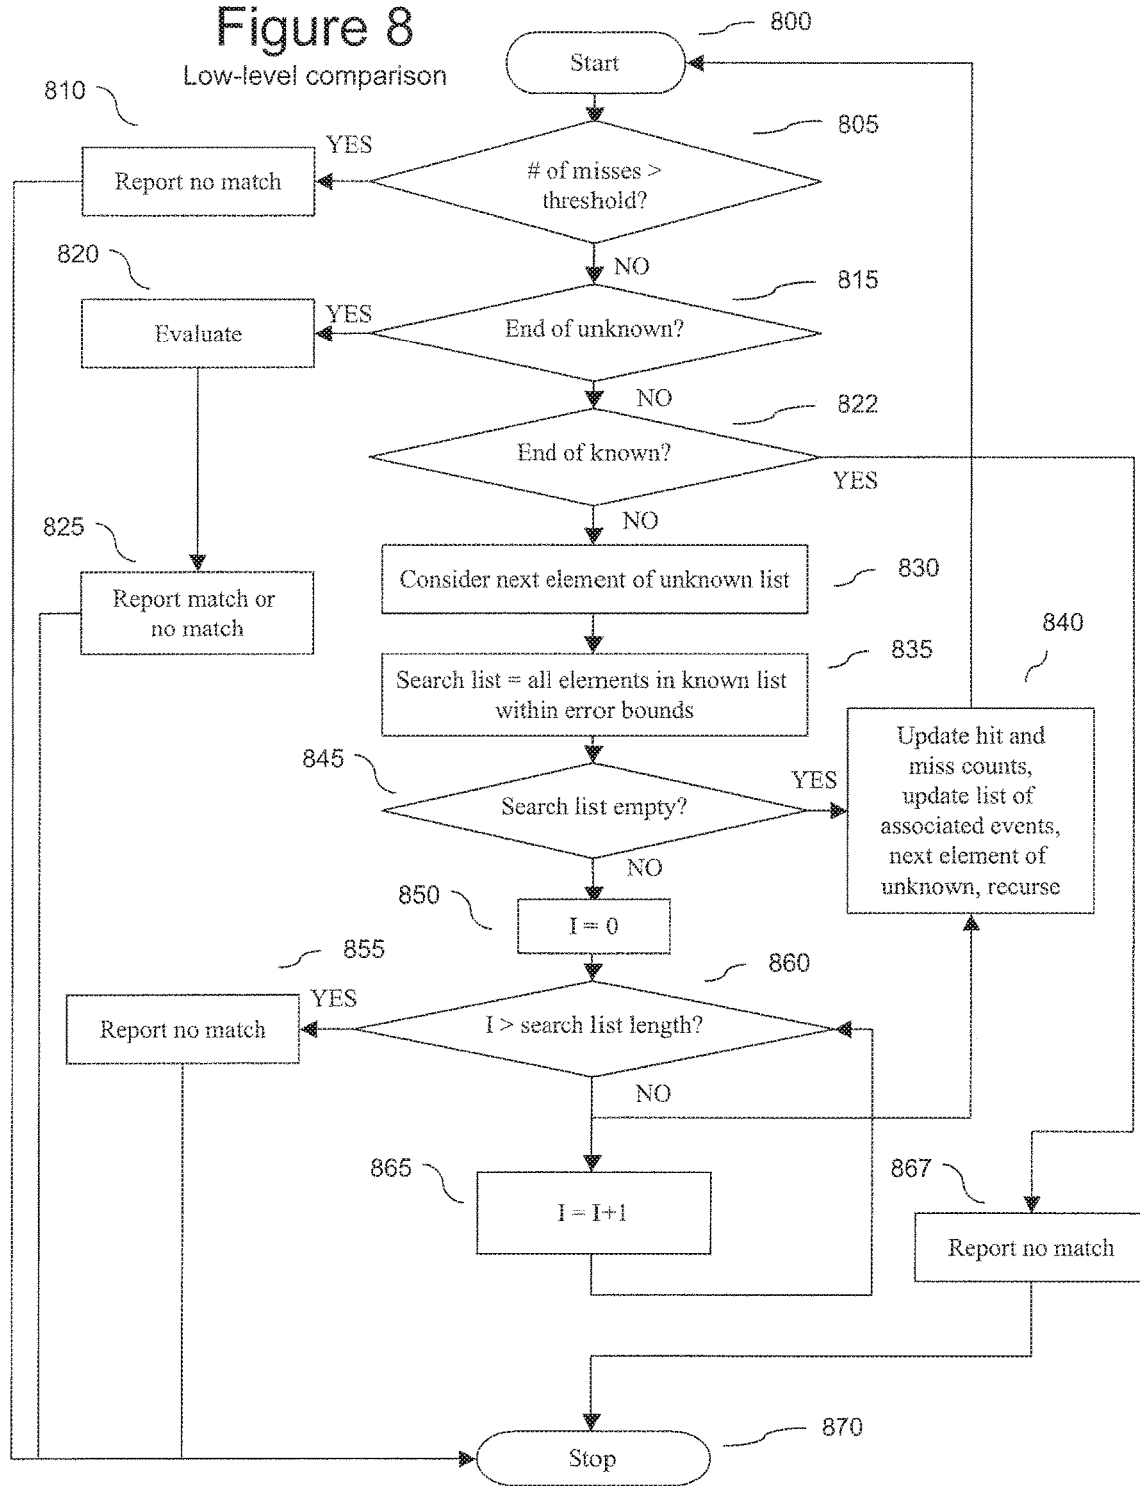 Figure 8
Low-level comparison
800
Start
810
805
YES
Report no match
# of misses >
threshold?
820
NO
815
YES
Evaluate
End of unknown?
NO
822
End of known?
YES
825
NO
Report match or
no match
Consider next element of unknown list
830
840
835
Search list = all elements in known list
within error bounds
Update hit and
miss counts,
update list of
associated events,
next element of
unknown, recurse
845
YES
Search list empty?
NO
850
I = 0
855
860
YES
Report no match
I > search list length?
NO
865
867
I = I+1
Report no match
870
Stop